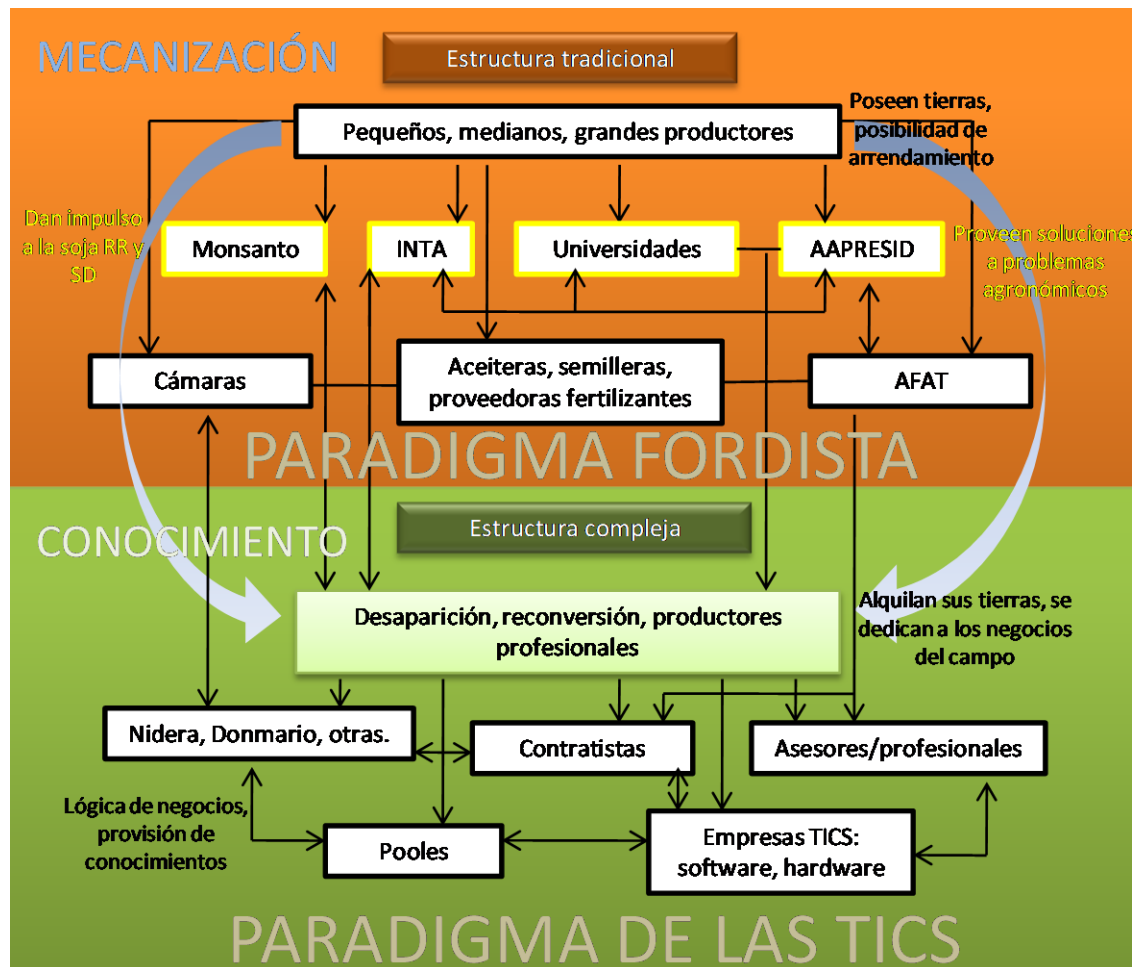 MECANIZACIÓN
Estructura tradicional
Pequeños, medianos, grandes productores
Poseen tierras,
posibilidad de
arrendamiento
Dan impulso
a la soja RR y
SD
Monsanto
INTA
Universidades
AAPRESID
Proveen soluciones
a problemas
agronómicos
Cámaras
Aceiteras, semilleras,
proveedoras fertilizantes
AFAT
PARADIGMA FORDISTA
CONOCIMIENTO
Estructura compleja
Desaparición, reconversión, productores
profesionales
Alquilan sus tierras, se
dedican a los negocios
del campo
Nidera, Donmario, otras.
Contratistas
Asesores/profesionales
Lógica de negocios,
provisión de
conocimientos
Pooles
Empresas TICS:
software, hardware
PARADIGMA DE LAS TICS